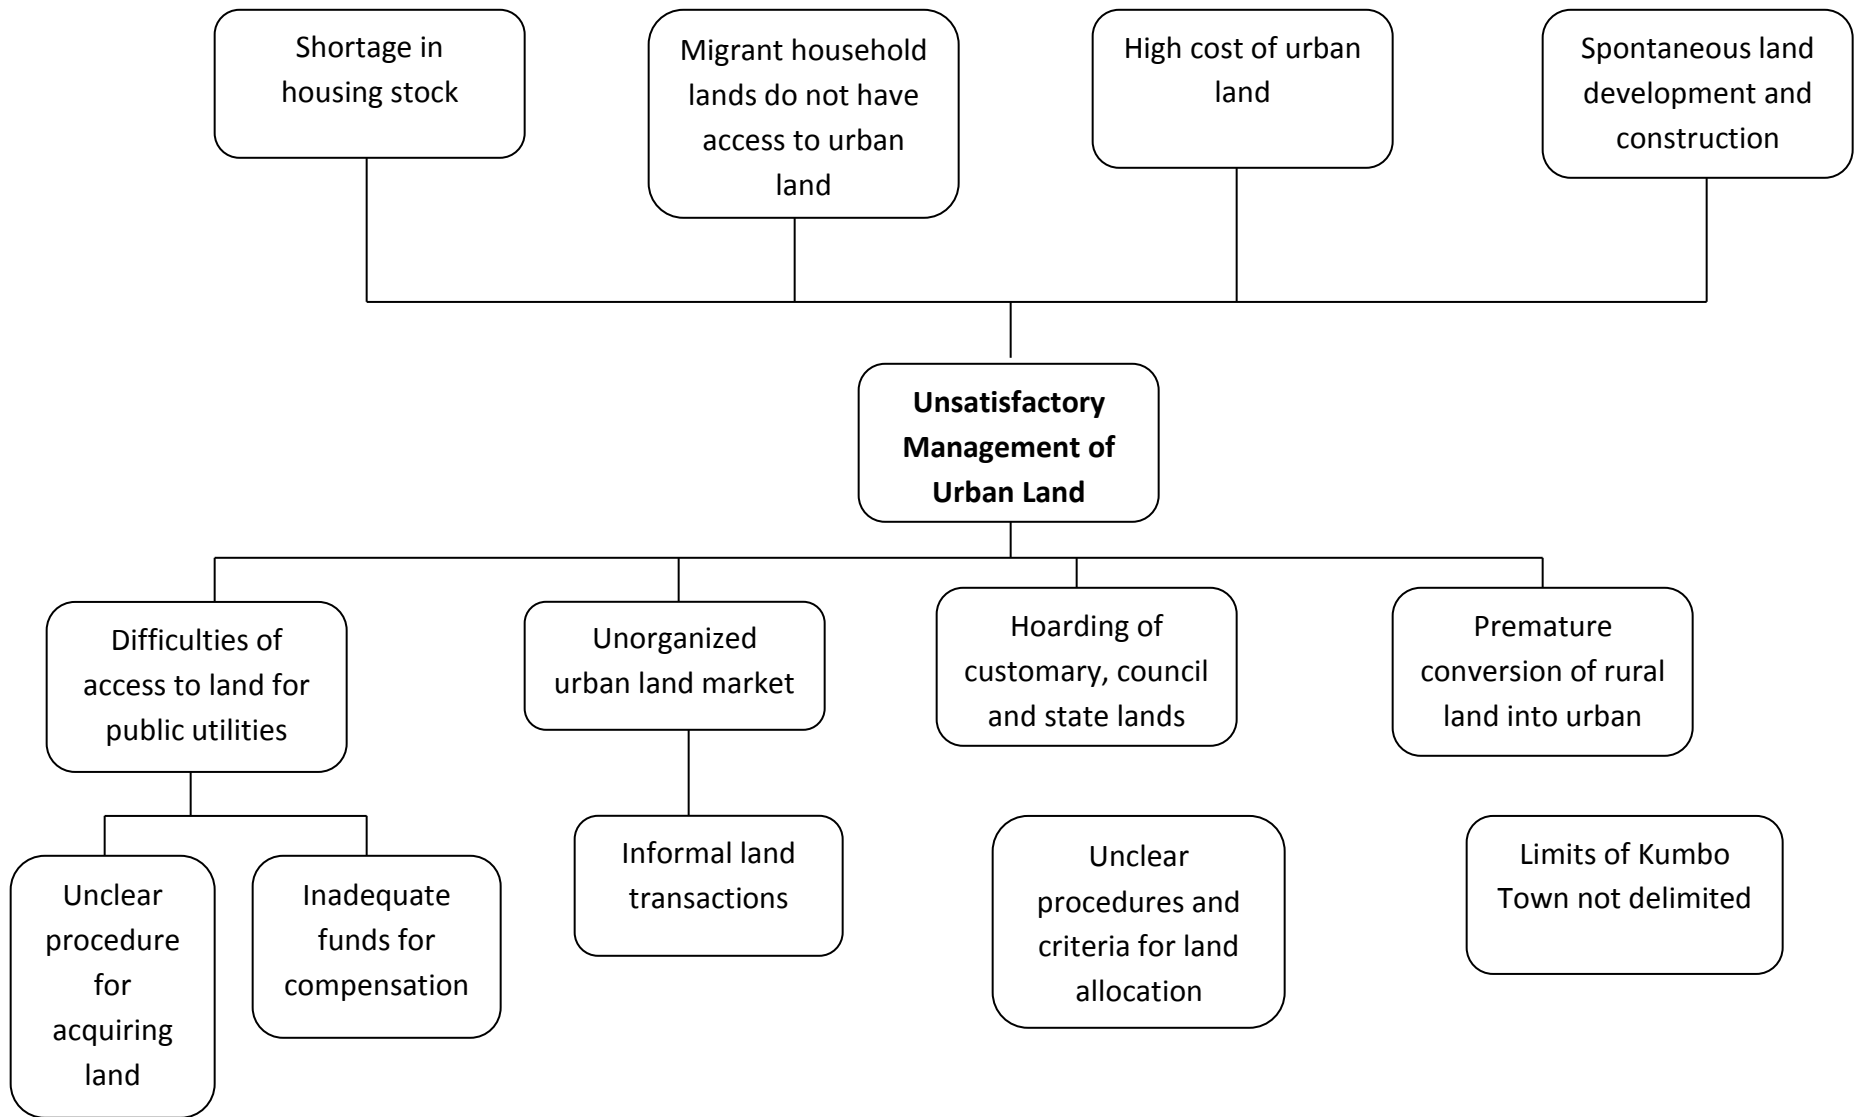 Shortage in
housing stock
Migrant household
lands do not have
access to urban
land
High cost of urban
land
Spontaneous land
development and
construction
Unsatisfactory
Management of
Urban Land
Difficulties of
access to land for
public utilities
Unorganized
urban land market
Hoarding of
customary, council
and state lands
Premature
conversion of rural
land into urban
Unclear
procedure
for
acquiring
land
Inadequate
funds for
compensation
Informal land
transactions
Unclear
procedures and
criteria for land
allocation
Limits of Kumbo
Town not delimited